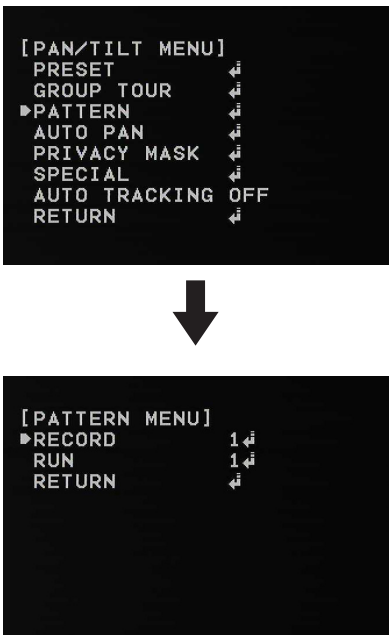 [PAN/TILT MENU]
PRESET ↲
GROUP TOUR ↲
▶PATTERN ↲
AUTO PAN ↲
PRIVACY MASK ↲
SPECIAL ↲
AUTO TRACKING OFF
RETURN ↲
[PATTERN MENU]
▶RECORD 1↲
RUN 1↲
RETURN ↲